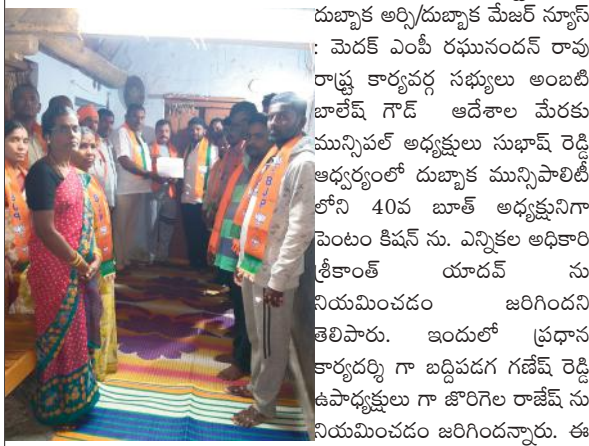 దుబ్బాక అర్సి/దుబ్బాక మేజర్ న్యూస్
: మెదక్ ఎంపీ రఘునందన్ రావు
రాష్ట్ర కార్యవర్గ సభ్యులు అంబటి
బాలేష్ గౌడ్ ఆదేశాల మేరకు
మున్సిపల్ అధ్యక్షులు సుభాష్ రెడ్డి
ఆధ్వర్యంలో దుబ్బాక మున్సిపాలిటీ
లోని 40వ బూత్ అధ్యక్షునిగా
పెంటం కిషన్ ను. ఎన్నికల అధికారి
శ్రీకాంత్ యాదవ్ ను
నియమించడం జరిగిందని
తెలిపారు. ఇందులో ప్రధాన
కార్యదర్శి గా బద్దిపడగ గణేష్ రెడ్డి
ఉపాధ్యక్షులు గా జొరిగెల రాజేష్ ను
నియమించడం జరిగిందన్నారు. ఈ
BJP